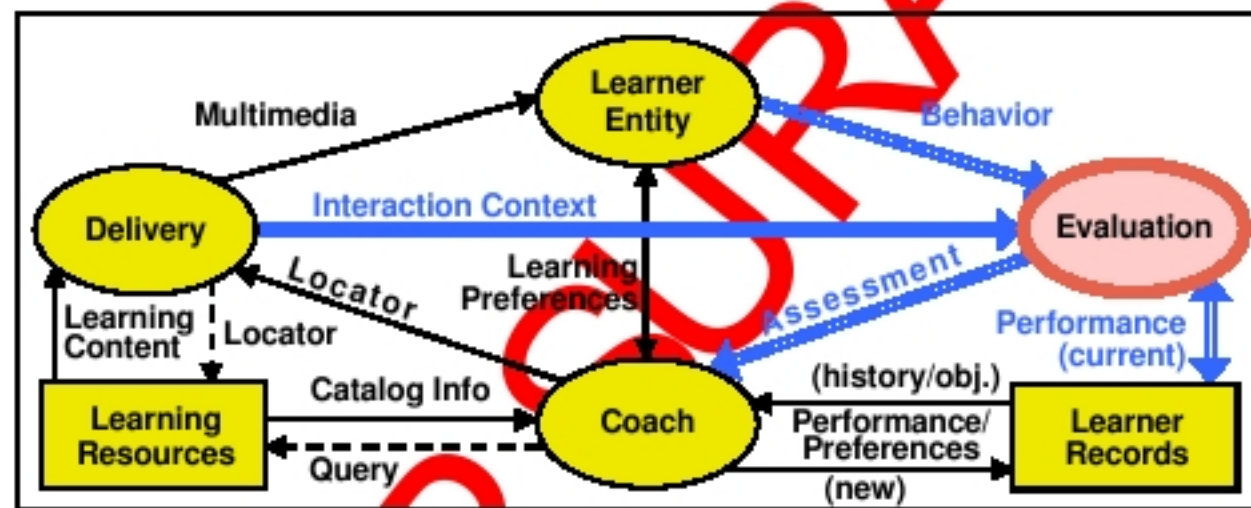 Learner
Entity
Multimedia
Behavior
Interaction Context
Delivery
Evaluation
Locator
Learning
Preferences
Assessment
Learning
Content
Locator
Performance
(current)
Catalog Info
(history/obj.)
Learning
Resources
Coach
Performance/
Preferences
Learner
Records
Query
(new)